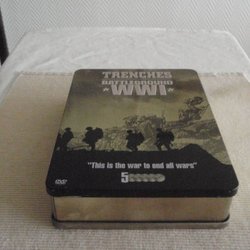 TRENCHES
BATTLEGROUND
WWI
"This is the war to end all wars"
DVD
5